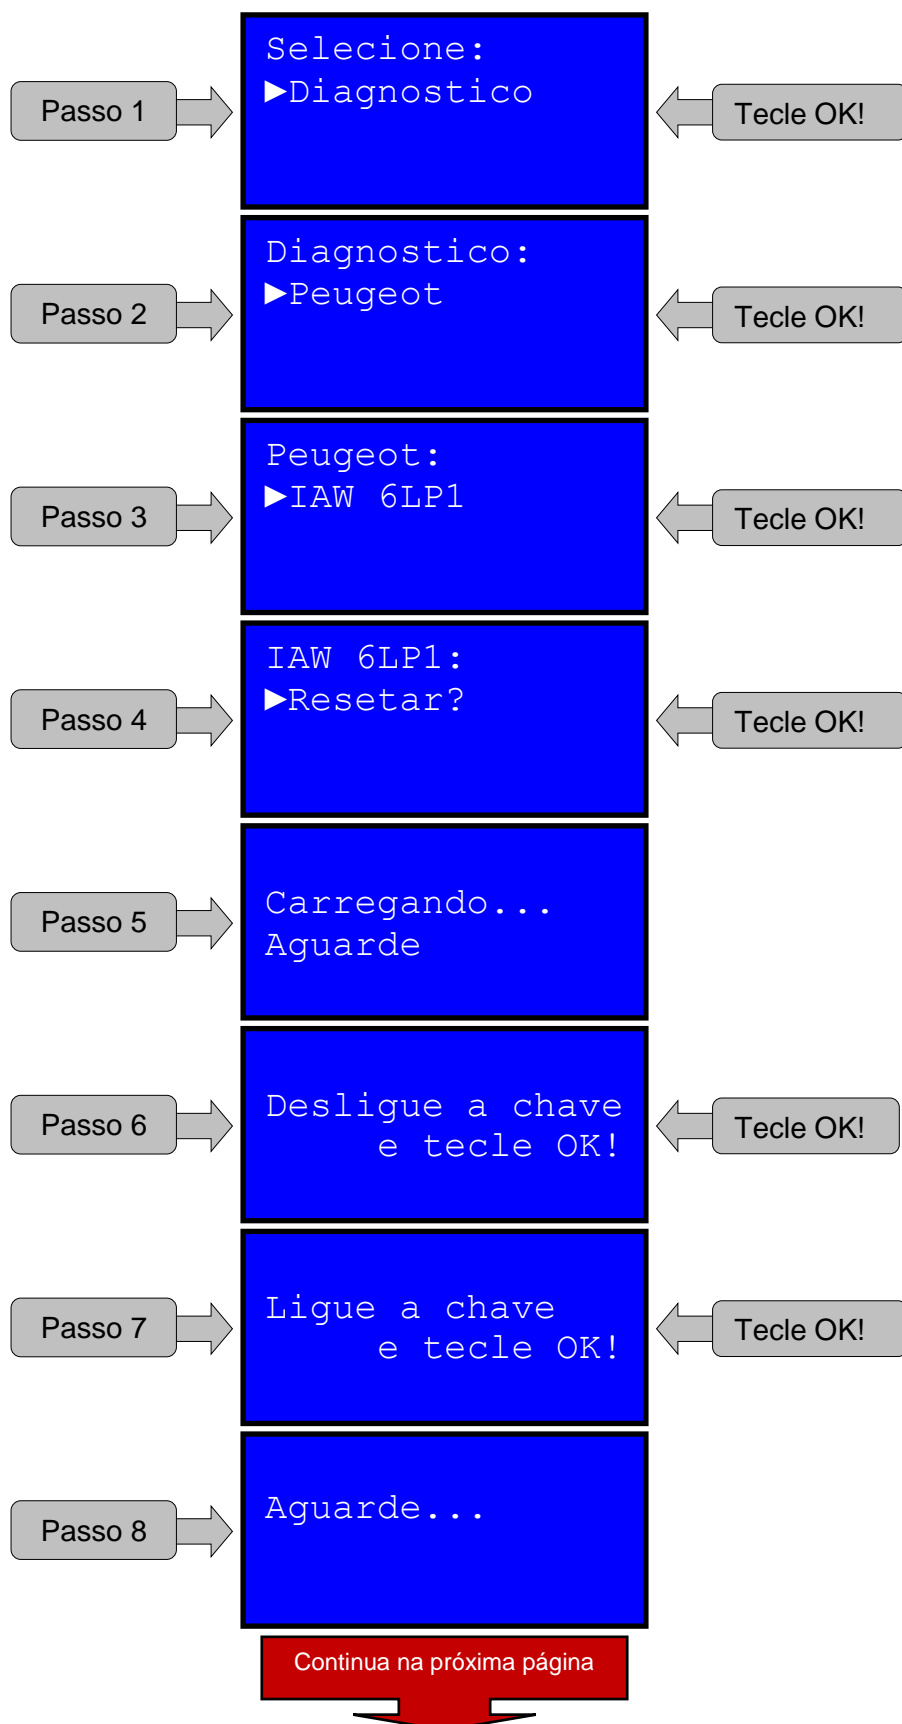 Selecione:
Passo 1
►Diagnostico
Tecle OK!
Diagnostico:
Passo 2
►Peugeot
Tecle OK!
Peugeot:
Passo 3
►IAW 6LP1
Tecle OK!
IAW 6LP1:
Passo 4
►Resetar?
Tecle OK!
Passo 5
Carregando...
Aguarde
Passo 6
Desligue a chave
e tecle OK!
Tecle OK!
Passo 7
Ligue a chave
e tecle OK!
Tecle OK!
Passo 8
Aguarde...
Continua na próxima página